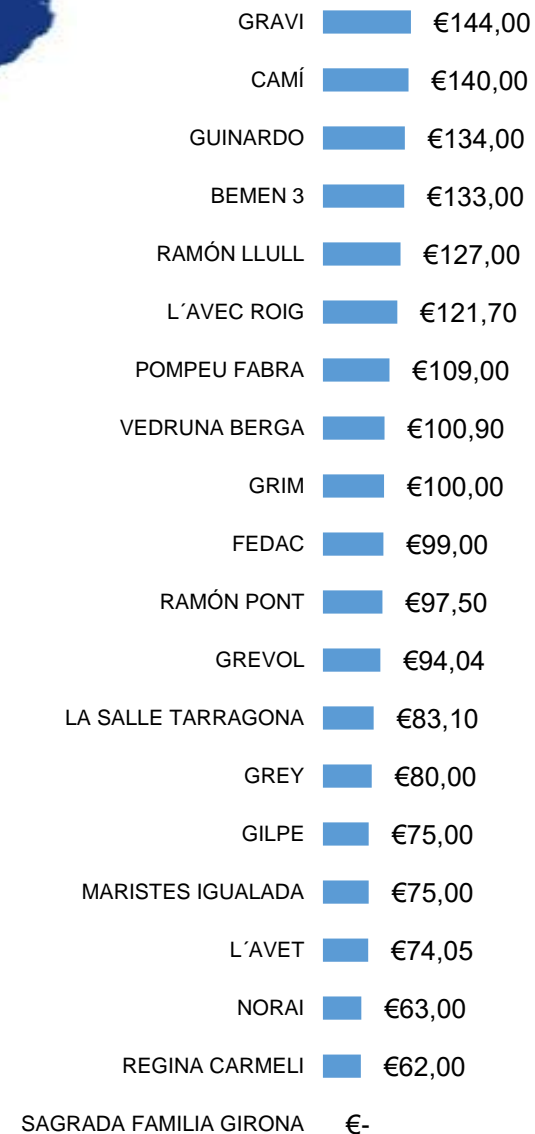 GRAVI €144,00
CAMÍ €140,00
GUINARDO €134,00
BEMEN 3 €133,00
RAMÓN LLULL €127,00
L´AVEC ROIG €121,70
POMPEU FABRA €109,00
VEDRUNA BERGA €100,90
GRIM €100,00
FEDAC €99,00
RAMÓN PONT €97,50
GREVOL €94,04
LA SALLE TARRAGONA €83,10
GREY €80,00
GILPE €75,00
MARISTES IGUALADA €75,00
L´AVET €74,05
NORAI €63,00
REGINA CARMELI €62,00
SAGRADA FAMILIA GIRONA €-